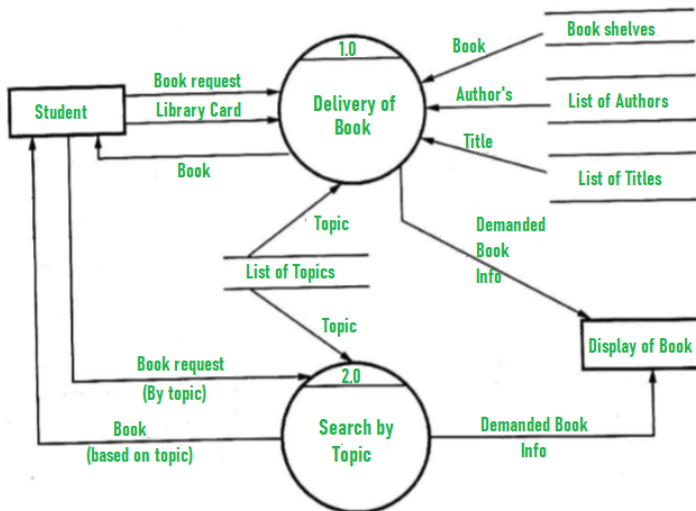 1.0
Delivery of
Book
Student
Book request
Library Card
Book
Book
Author's
Title
Book shelves
List of Authors
List of Titles
Topic
List of Topics
Topic
Demanded
Book
Info
Display of Book
Book request
(By topic)
Book
(based on topic)
2.0
Search by
Topic
Demanded Book
Info